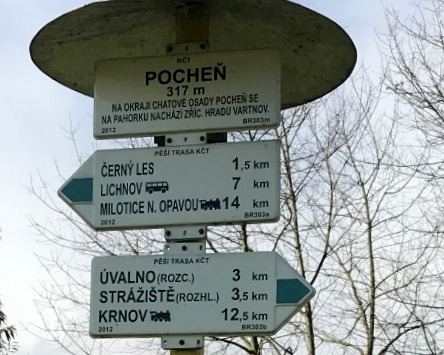 KČT
POCHEŇ
317 m
NA OKRAJI CHATOVÉ OSADY POCHEŇ SE
NA PAHORKU NACHÁZÍ ZŘÍC. HRADU VARTNOV.
2012 BR303m
PĚŠÍ TRASA KČT
ČERNÝ LES 1,5 km
LICHNOV 7 km
MILOTICE N. OPAVOU 14 km
2012 BR303a
PĚŠÍ TRASA KČT
ÚVALNO (ROZC.) 3 km
STRÁŽIŠTĚ (ROZHL.) 3,5 km
KRNOV 12,5 km
2012 BR303b